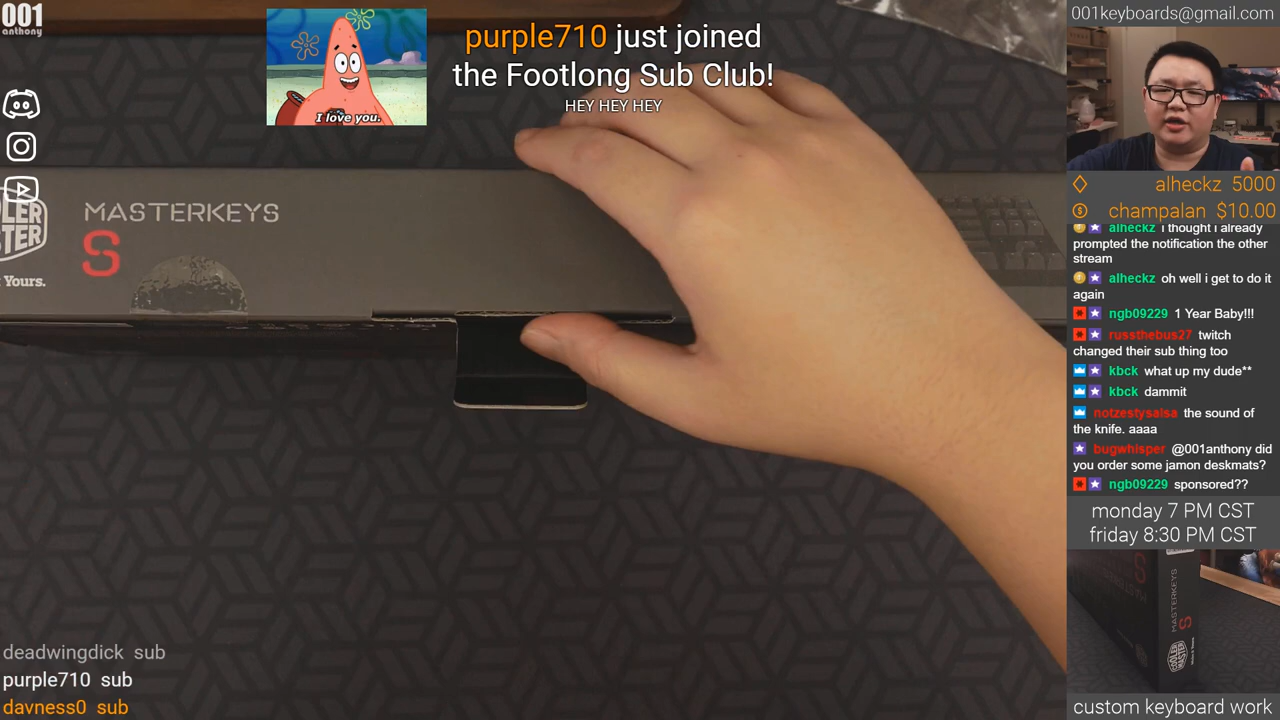 001
anthony
purple710 just joined
the Footlong Sub Club!
HEY HEY HEY
I love you.
MASTERKEYS
S
Yours.
deadwingdick sub
purple710 sub
davness0 sub
001keyboards@gmail.com
alheckz 5000
champalan $10.00
alheckz i thought i already
prompted the notification the other
stream
alheckz oh well i get to do it
again
ngb09229 1 Year Baby!!!
russthebus27 twitch
changed their sub thing too
kbck what up my dude**
kbck dammit
notzestysalsa the sound of
the knife. aaaa
bugwhisper @001anthony did
you order some jamon deskmats?
ngb09229 sponsored??
monday 7 PM CST
friday 8:30 PM CST
MASTERKEYS
S
COOLER
MASTER
custom keyboard work